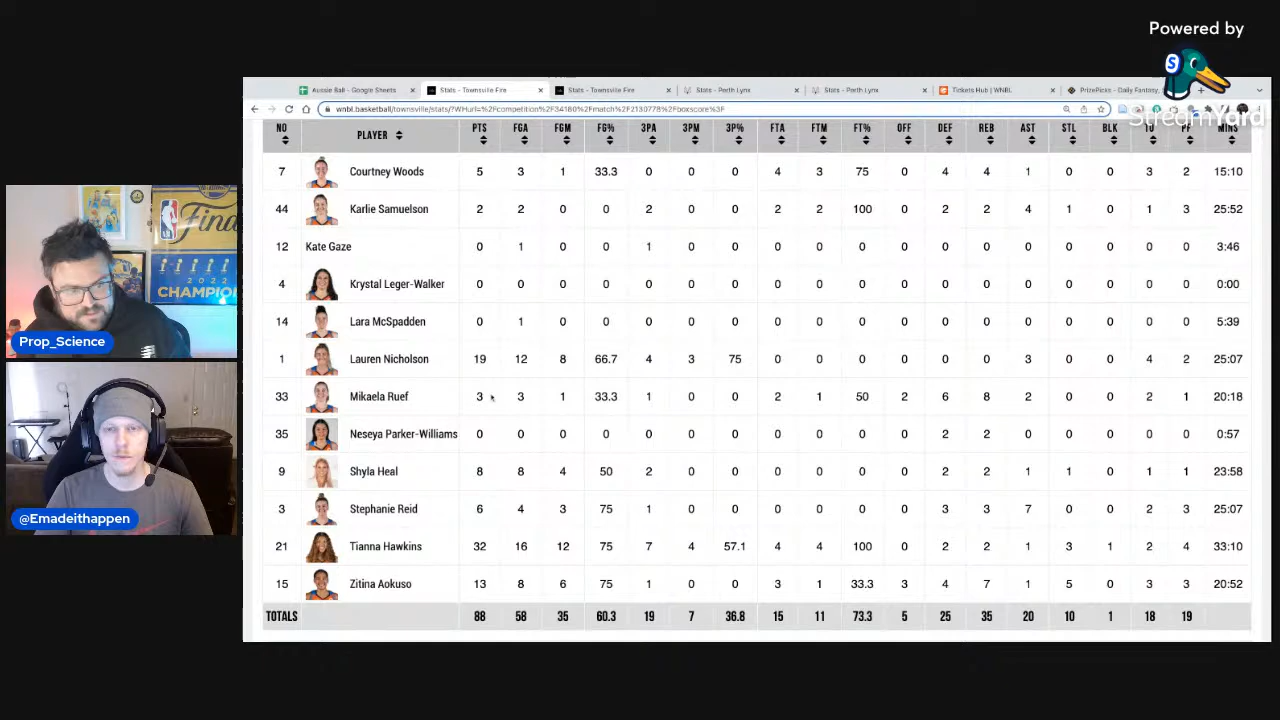 Powered by
StreamYard
Aussie Ball - Google Sheets
Stats - Townsville Fire
Stats - Townsville Fire
Stats - Perth Lynx
Stats - Perth Lynx
Tickets Hub | WNBL
PrizePicks - Daily Fantasy
wnbl.basketball/townsville/stats/?WHurl=%2Fcompetition%2F34180%2Fmatch%2F2130778%2Fboxscore%3F
NO PLAYER PTS FGA FGM FG% 3PA 3PM 3P% FTA FTM FT% OFF DEF REB AST STL BLK TO PF MINS
7 Courtney Woods 5 3 1 33.3 0 0 0 4 3 75 0 4 4 1 0 0 3 2 15:10
44 Karlie Samuelson 2 2 0 0 2 0 0 2 2 100 0 2 2 4 1 0 1 3 25:52
12 Kate Gaze 0 1 0 0 1 0 0 0 0 0 0 0 0 0 0 0 0 0 3:46
4 Krystal Leger-Walker 0 0 0 0 0 0 0 0 0 0 0 0 0 0 0 0 0 0 0:00
14 Lara McSpadden 0 1 0 0 0 0 0 0 0 0 0 0 0 0 0 0 0 0 5:39
1 Lauren Nicholson 19 12 8 66.7 4 3 75 0 0 0 0 0 0 3 0 0 4 2 25:07
33 Mikaela Ruef 3 3 1 33.3 1 0 0 2 1 50 2 6 8 2 0 0 2 1 20:18
35 Neseya Parker-Williams 0 0 0 0 0 0 0 0 0 0 0 2 2 0 0 0 0 0 0:57
9 Shyla Heal 8 8 4 50 2 0 0 0 0 0 0 2 2 1 1 0 1 1 23:58
3 Stephanie Reid 6 4 3 75 1 0 0 0 0 0 0 3 3 7 0 0 2 3 25:07
21 Tianna Hawkins 32 16 12 75 7 4 57.1 4 4 100 0 2 2 1 3 1 2 4 33:10
15 Zitina Aokuso 13 8 6 75 1 0 0 3 1 33.3 3 4 7 1 5 0 3 3 20:52
TOTALS 88 58 35 60.3 19 7 36.8 15 11 73.3 5 25 35 20 10 1 18 19
2022
CHAMPION
Prop_Science
@Emadeithappen